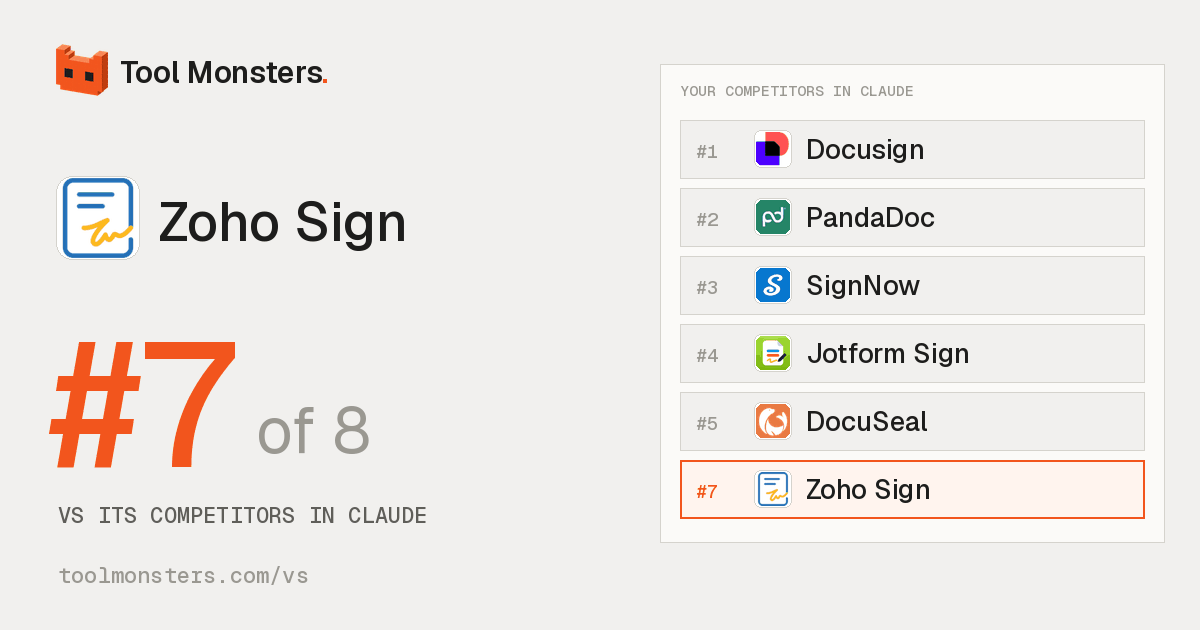 Tool Monsters.
Zoho Sign
#7 of 8
VS ITS COMPETITORS IN CLAUDE
toolmonsters.com/vs
YOUR COMPETITORS IN CLAUDE
#1 Docusign
#2 pd PandaDoc
#3 S SignNow
#4 Jotform Sign
#5 DocuSeal
#7 Zoho Sign